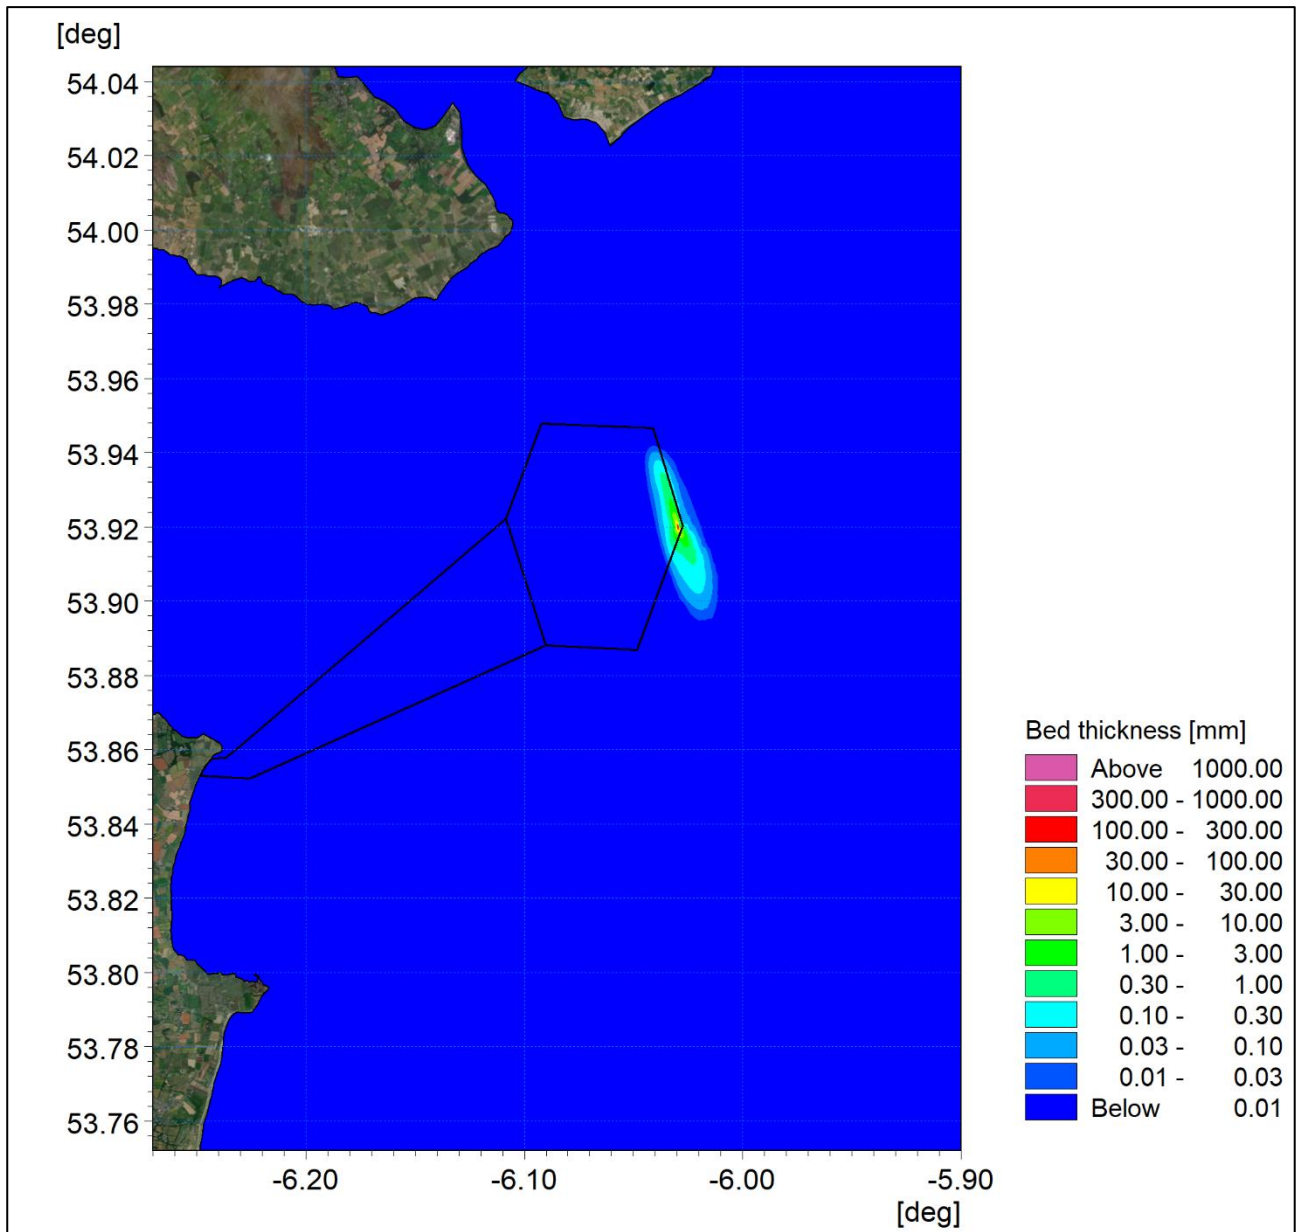 [deg]
54.04
54.02
54.00
53.98
53.96
53.94
53.92
53.90
53.88
53.86
53.84
53.82
53.80
53.78
53.76
-6.20 -6.10 -6.00 -5.90
[deg]
Bed thickness [mm]
Above 1000.00
300.00 - 1000.00
100.00 - 300.00
30.00 - 100.00
10.00 - 30.00
3.00 - 10.00
1.00 - 3.00
0.30 - 1.00
0.10 - 0.30
0.03 - 0.10
0.01 - 0.03
Below 0.01